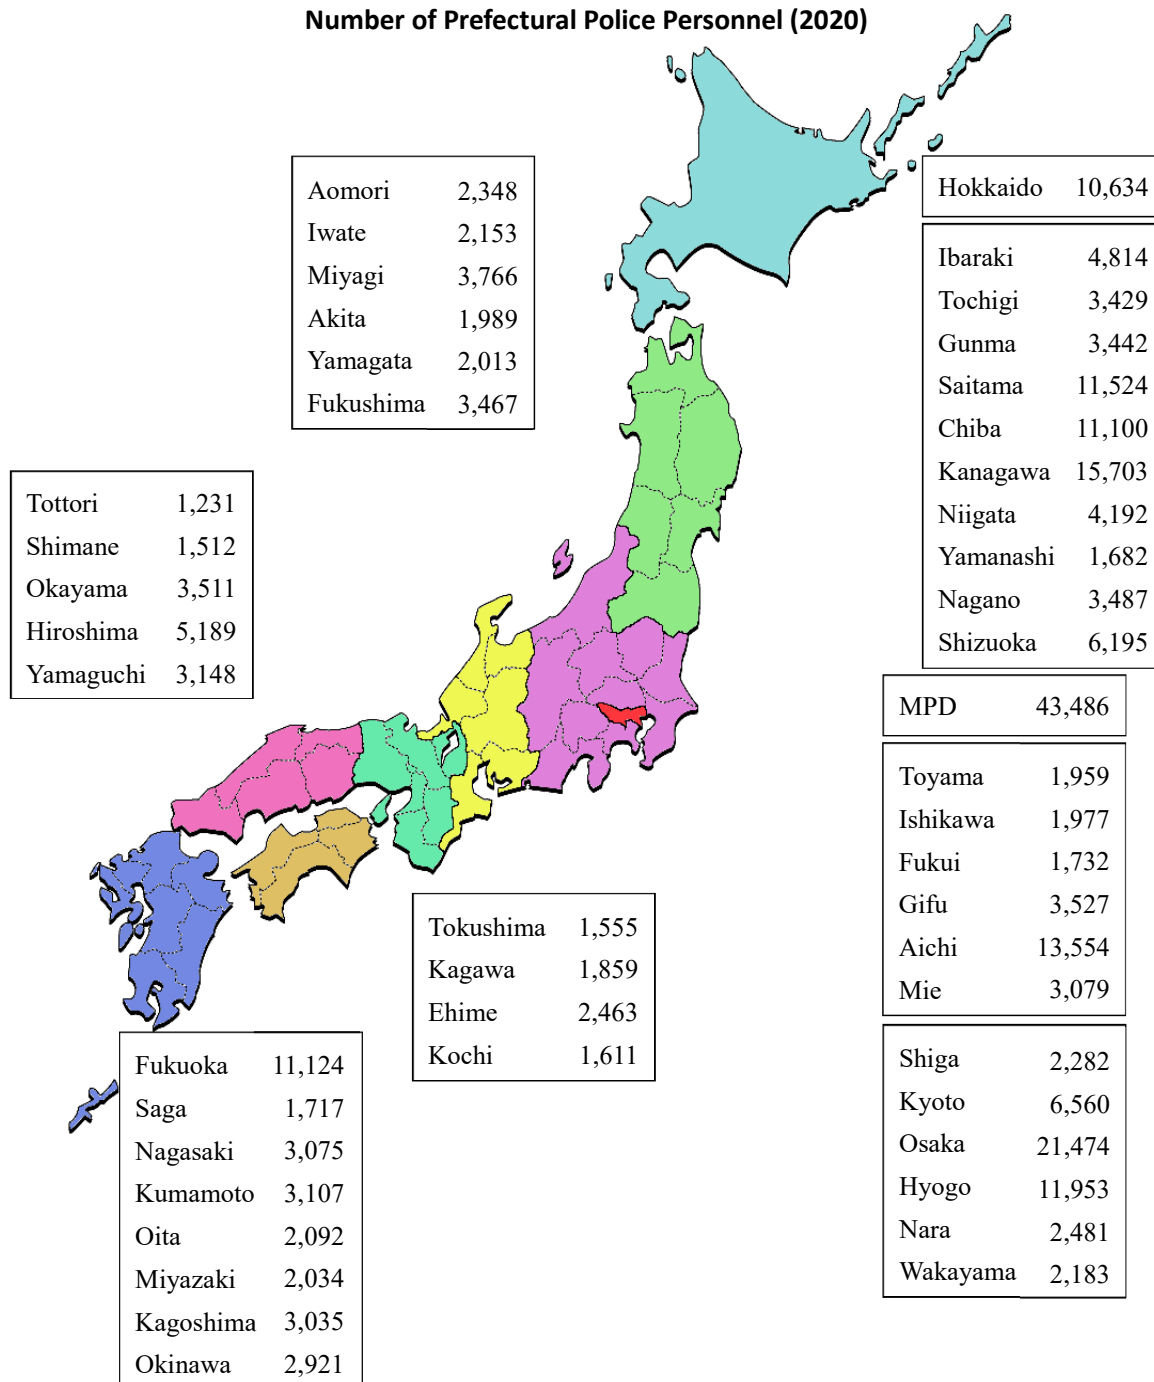 Number of Prefectural Police Personnel (2020)
Aomori 2,348
Iwate 2,153
Miyagi 3,766
Akita 1,989
Yamagata 2,013
Fukushima 3,467
Hokkaido 10,634
Ibaraki 4,814
Tochigi 3,429
Gunma 3,442
Saitama 11,524
Chiba 11,100
Kanagawa 15,703
Niigata 4,192
Yamanashi 1,682
Nagano 3,487
Shizuoka 6,195
Tottori 1,231
Shimane 1,512
Okayama 3,511
Hiroshima 5,189
Yamaguchi 3,148
MPD 43,486
Toyama 1,959
Ishikawa 1,977
Fukui 1,732
Gifu 3,527
Aichi 13,554
Mie 3,079
Tokushima 1,555
Kagawa 1,859
Ehime 2,463
Kochi 1,611
Shiga 2,282
Kyoto 6,560
Osaka 21,474
Hyogo 11,953
Nara 2,481
Wakayama 2,183
Fukuoka 11,124
Saga 1,717
Nagasaki 3,075
Kumamoto 3,107
Oita 2,092
Miyazaki 2,034
Kagoshima 3,035
Okinawa 2,921